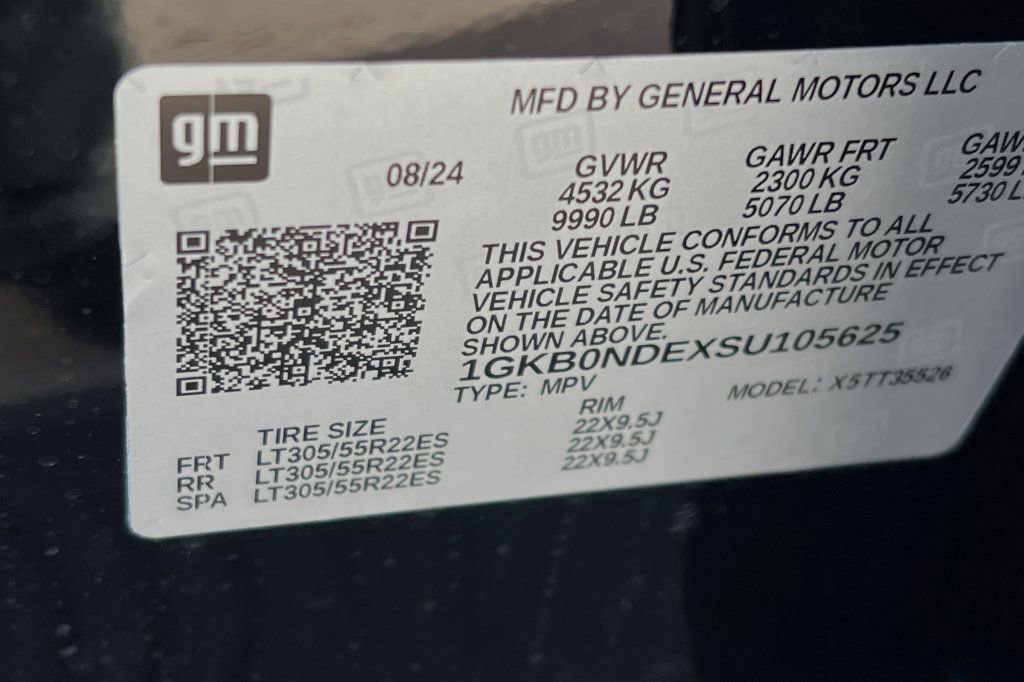 gm
MFD BY GENERAL MOTORS LLC
08/24
GVWR GAWR FRT GAW
4532 KG 2300 KG 2599
9990 LB 5070 LB 5730 L
THIS VEHICLE CONFORMS TO ALL
APPLICABLE U.S. FEDERAL MOTOR
VEHICLE SAFETY STANDARDS IN EFFECT
ON THE DATE OF MANUFACTURE
SHOWN ABOVE.
1GKB0NDEXSU105625
TYPE: MPV MODEL: X5TT35526
TIRE SIZE RIM
FRT LT305/55R22ES 22X9.5J
RR LT305/55R22ES 22X9.5J
SPA LT305/55R22ES 22X9.5J